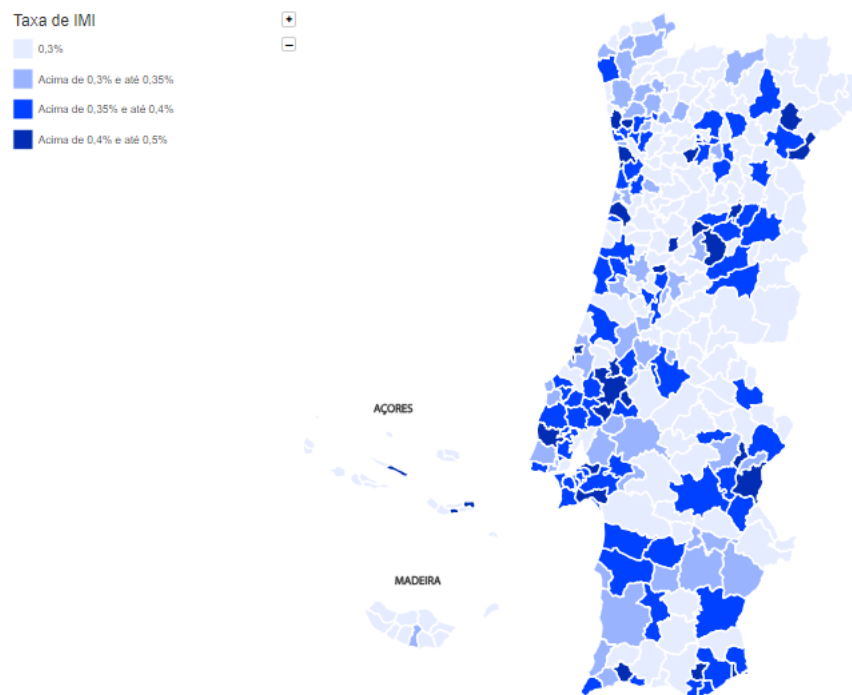 Taxa de IMI
+
–
0,3%
Acima de 0,3% e até 0,35%
Acima de 0,35% e até 0,4%
Acima de 0,4% e até 0,5%
AÇORES
MADEIRA